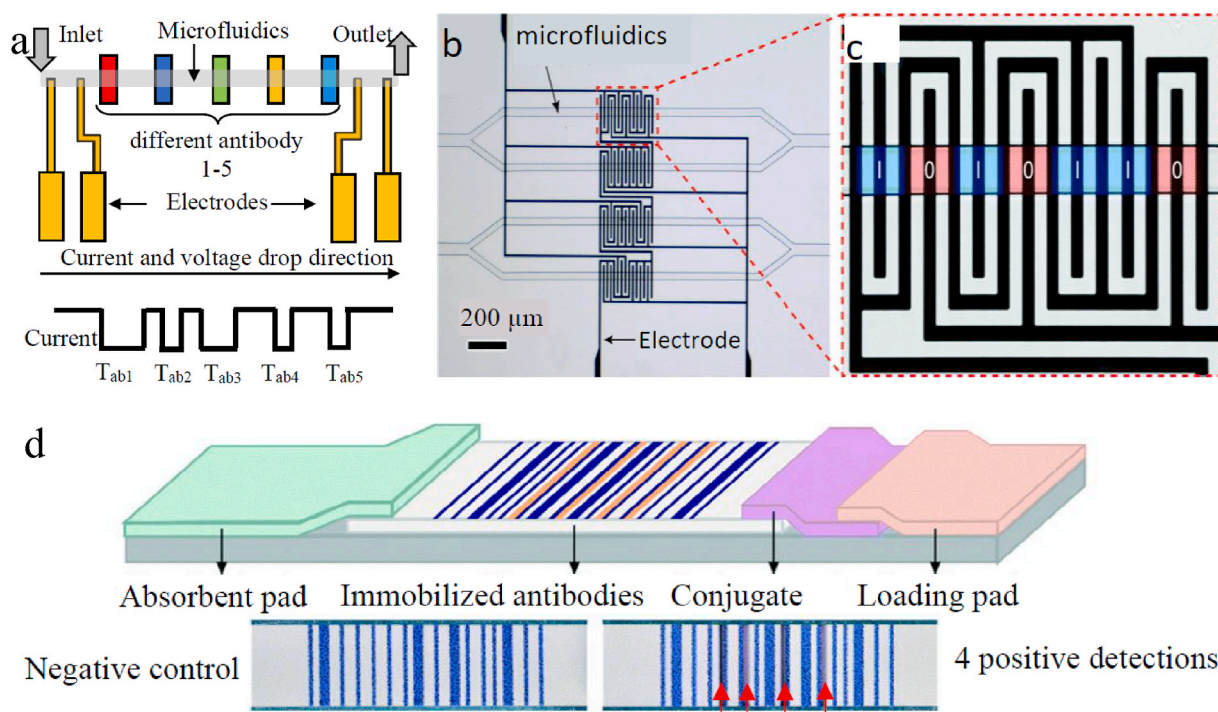 a
Inlet
Microfluidics
Outlet
different antibody
1-5
Electrodes
Current and voltage drop direction
Current
Tab1 Tab2 Tab3 Tab4 Tab5
b
microfluidics
200 µm
Electrode
c
I 0 I 0 I I 0
d
Absorbent pad
Immobilized antibodies
Conjugate
Loading pad
Negative control
4 positive detections